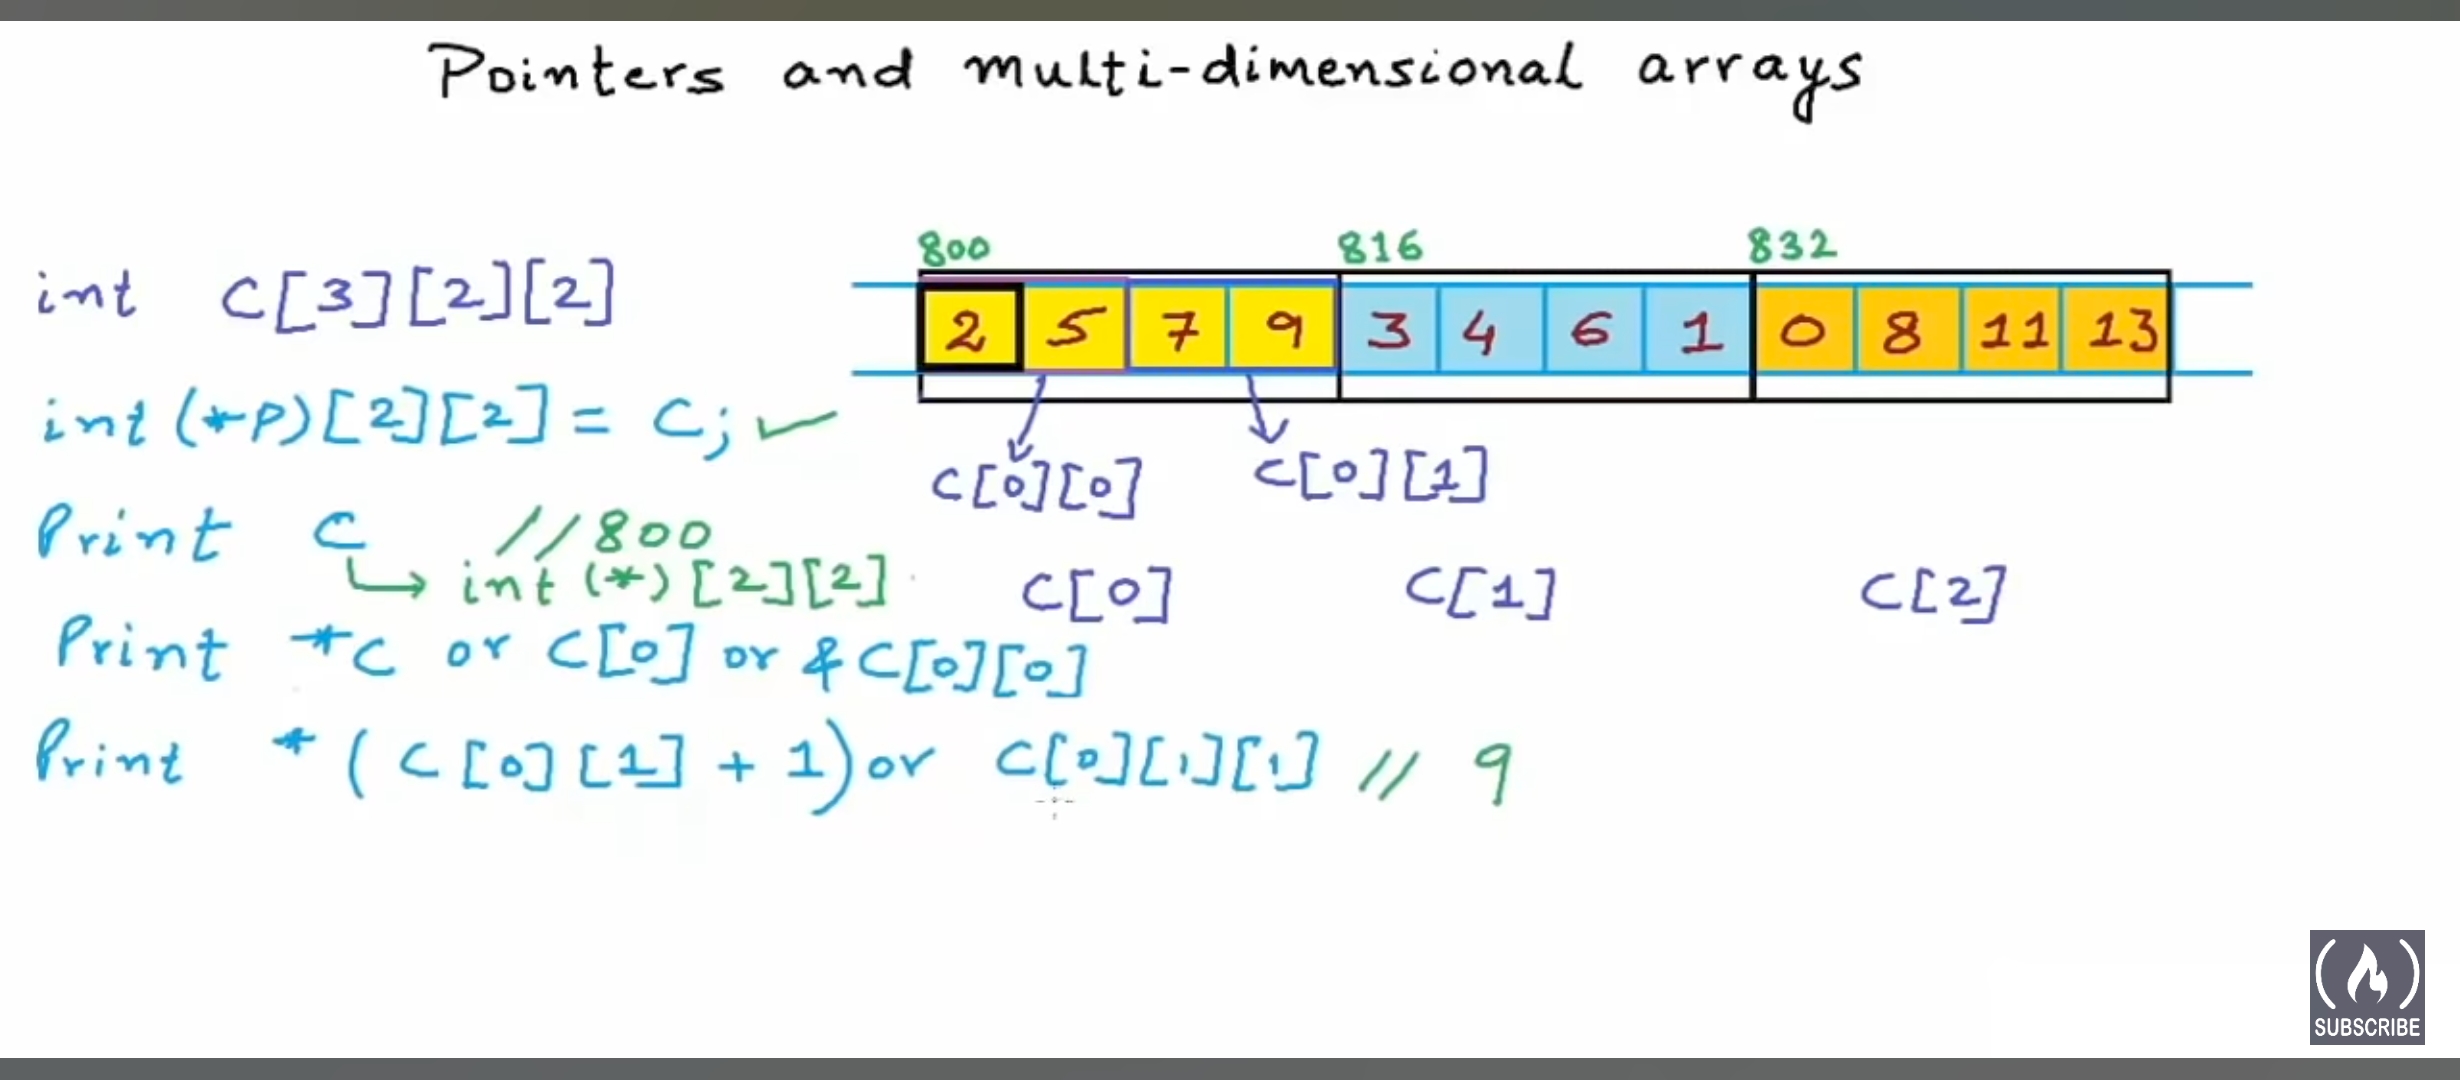 Pointers and multi-dimensional arrays
800 816 832
int C[3][2][2]
2 5 7 9 3 4 6 1 0 8 11 13
int (*P)[2][2] = C; ✓
C[0][0] C[0][1]
Print C //800
↳ int (*) [2][2]
C[0] C[1] C[2]
Print *C or C[0] or &C[0][0]
Print *(C[0][1] + 1) or C[0][1][1] // 9
SUBSCRIBE